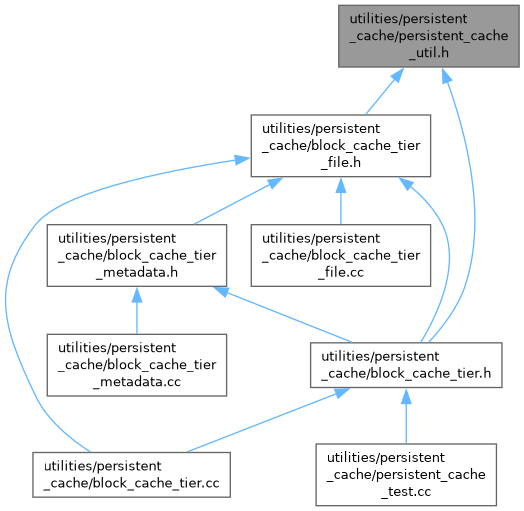 utilities/persistent
_cache/persistent_cache
_util.h
utilities/persistent
_cache/block_cache_tier
_file.h
utilities/persistent
_cache/block_cache_tier
_metadata.h
utilities/persistent
_cache/block_cache_tier
_file.cc
utilities/persistent
_cache/block_cache_tier
_metadata.cc
utilities/persistent
_cache/block_cache_tier.h
utilities/persistent
_cache/block_cache_tier.cc
utilities/persistent
_cache/persistent_cache
_test.cc